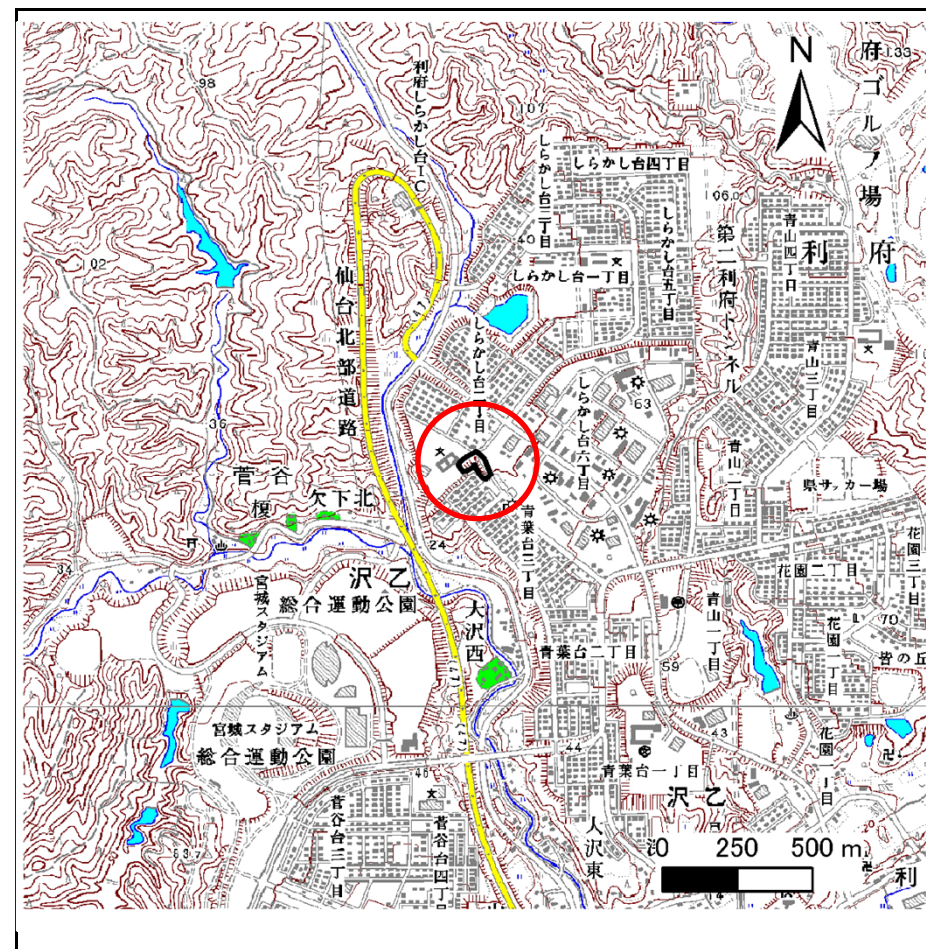 N
府ゴルフ場
133
98
利府しらかし台IC
107
しらかし台四丁目
しらかし台三丁目
106.0
青山四丁目
利府
40
しらかし台一丁目
しらかし台五丁目
第二利府トンネル
102
仙台北部道路
しらかし台二丁目
青山三丁目
しらかし台六丁目
63
36
菅谷
榎
欠下北
青山二丁目
県サッカー場
24
青葉台三丁目
花園三丁目
34
沢乙
花園二丁目
総合運動公園
宮城スタジアム
大沢西
青山一丁目
花園一丁目
70
青葉台二丁目
59
皆の丘
宮城スタジアム
総合運動公園
44
43
花園一丁目
46
青葉台一丁目
沢乙
63.7
菅谷台三丁目
菅谷台四丁
大沢東
0 250 500 m
14
利